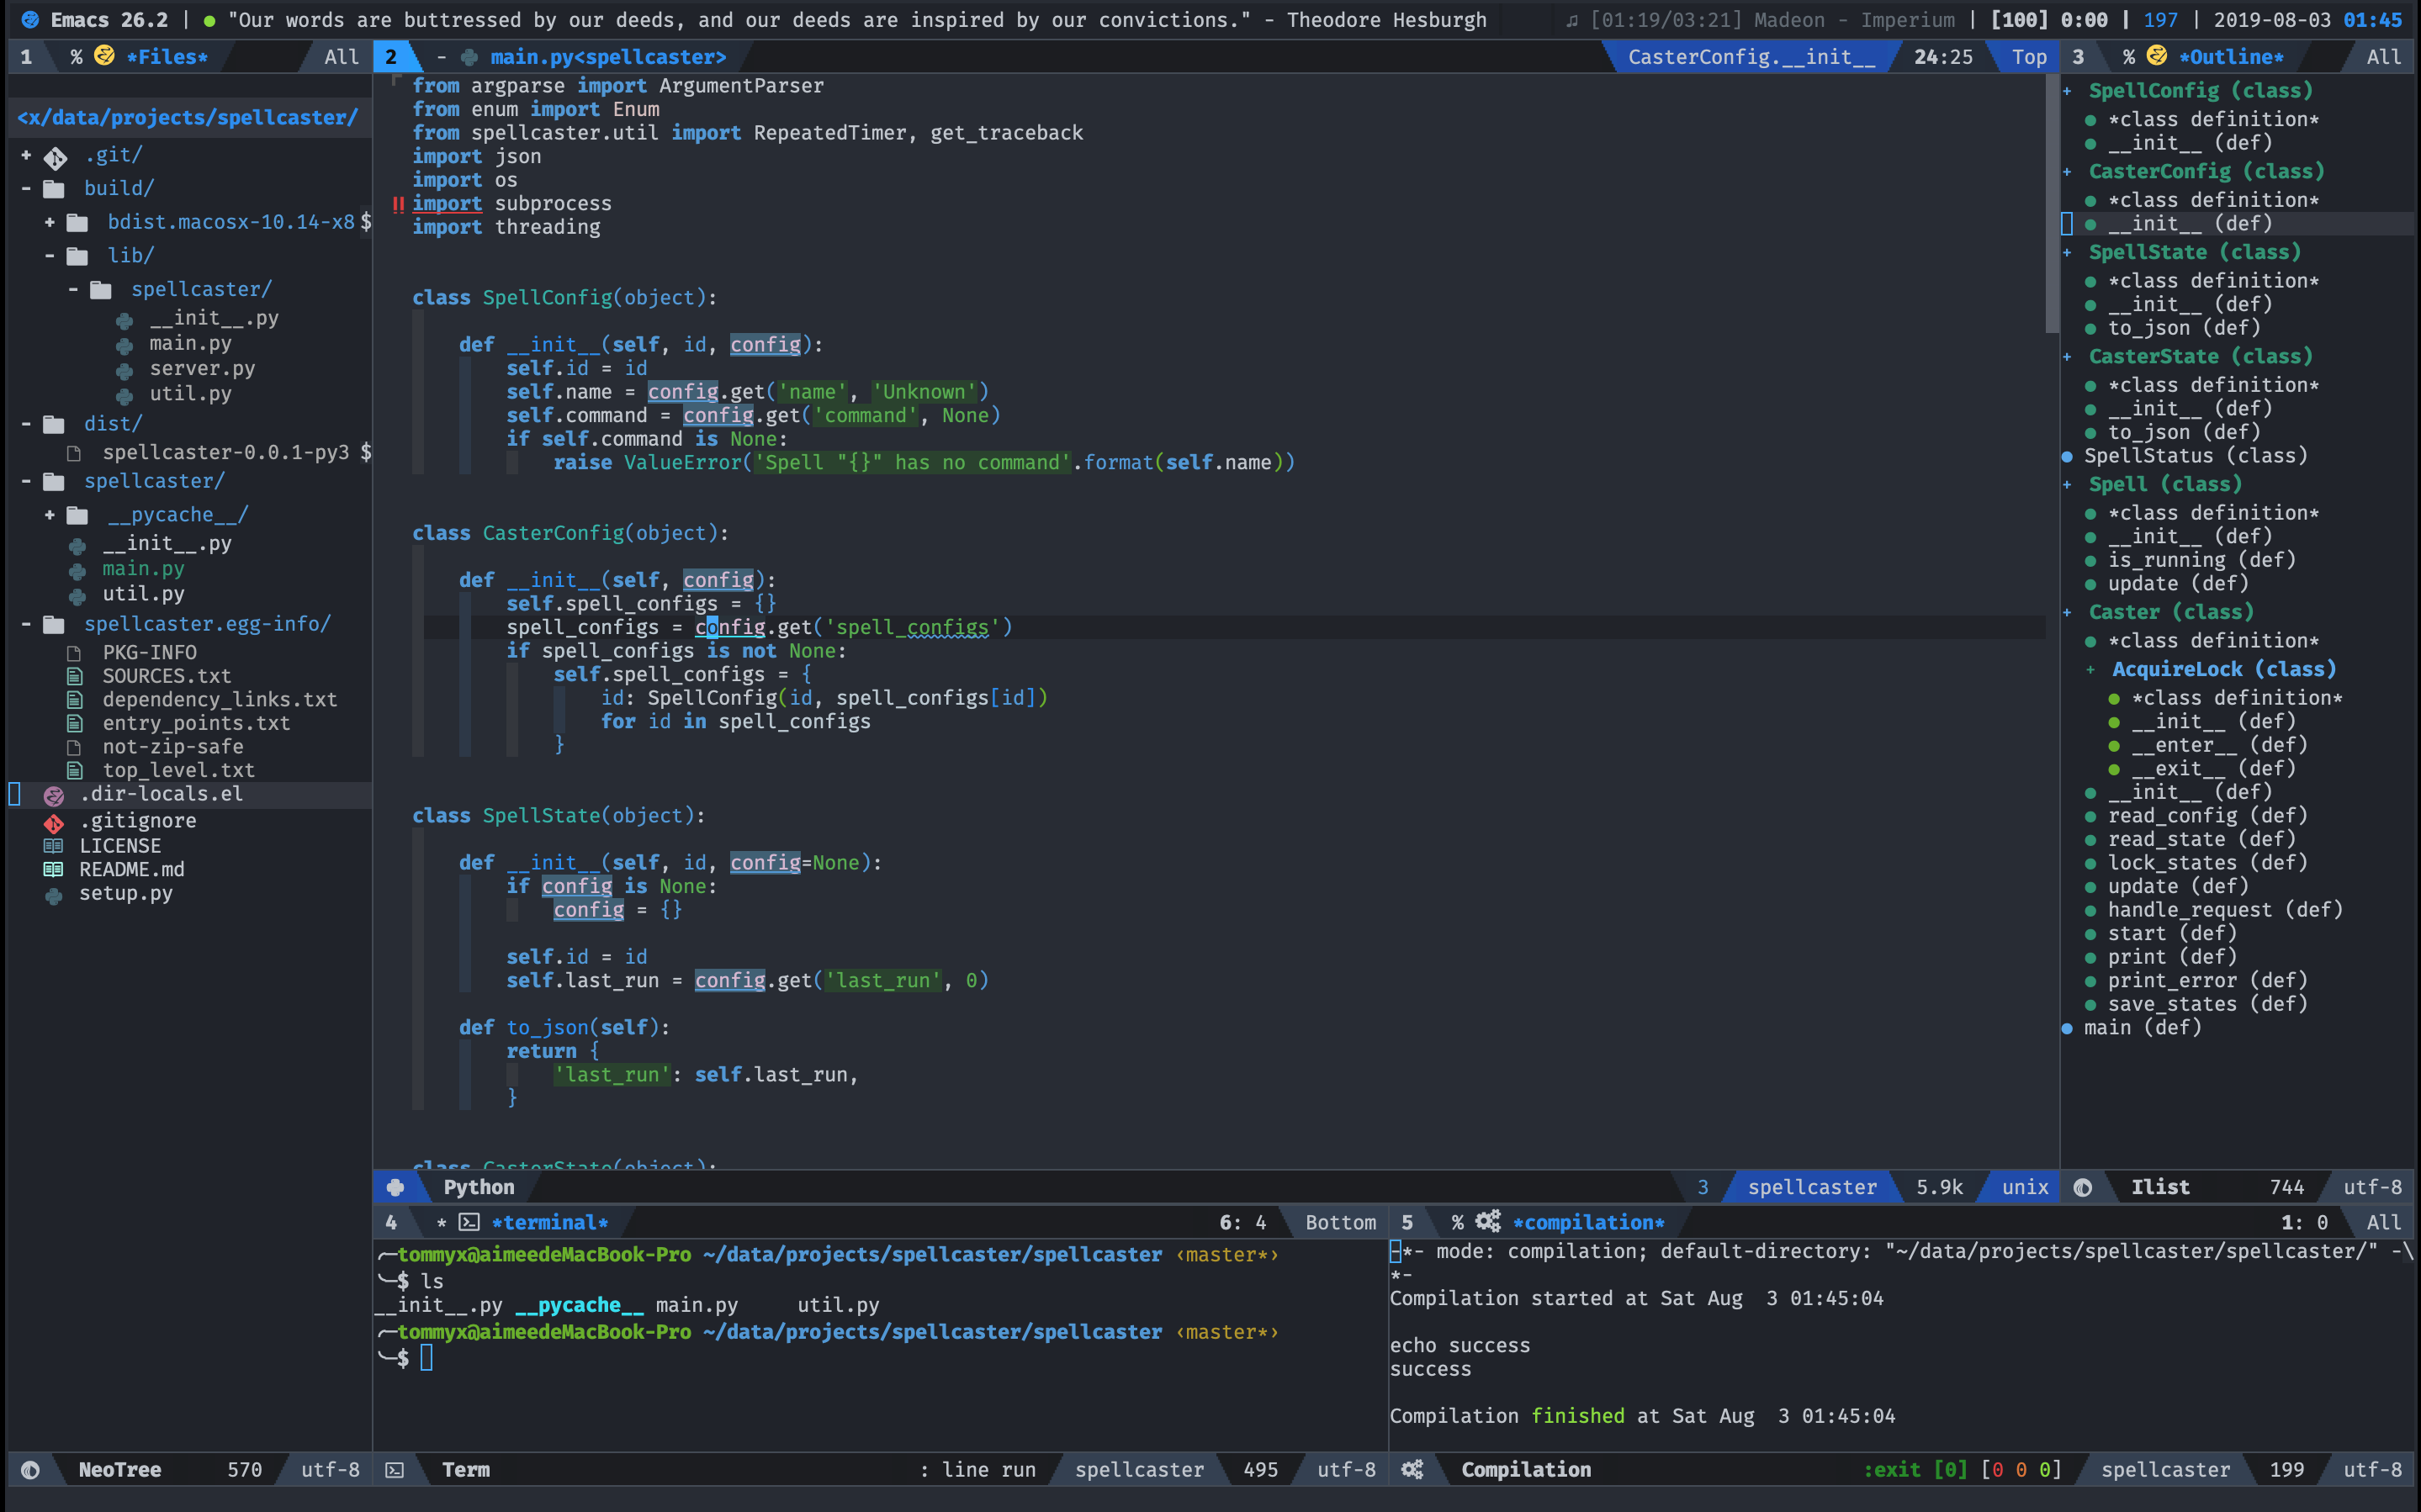 Emacs 26.2 | ● "Our words are buttressed by our deeds, and our deeds are inspired by our convictions." - Theodore Hesburgh
♫ [01:19/03:21] Madeon - Imperium | [100] 0:00 | 197 | 2019-08-03 01:45
1 % *Files* All
<x/data/projects/spellcaster/
+ .git/
- build/
+ bdist.macosx-10.14-x8$
- lib/
- spellcaster/
__init__.py
main.py
server.py
util.py
- dist/
spellcaster-0.0.1-py3 $
- spellcaster/
+ __pycache__/
__init__.py
main.py
util.py
- spellcaster.egg-info/
PKG-INFO
SOURCES.txt
dependency_links.txt
entry_points.txt
not-zip-safe
top_level.txt
.dir-locals.el
.gitignore
LICENSE
README.md
setup.py
NeoTree 570 utf-8
2 - main.py<spellcaster> CasterConfig.__init__ 24:25 Top
from argparse import ArgumentParser
from enum import Enum
from spellcaster.util import RepeatedTimer, get_traceback
import json
import os
!! import subprocess
import threading
class SpellConfig(object):
def __init__(self, id, config):
self.id = id
self.name = config.get('name', 'Unknown')
self.command = config.get('command', None)
if self.command is None:
raise ValueError('Spell "{}" has no command'.format(self.name))
class CasterConfig(object):
def __init__(self, config):
self.spell_configs = {}
spell_configs = config.get('spell_configs')
if spell_configs is not None:
self.spell_configs = {
id: SpellConfig(id, spell_configs[id])
for id in spell_configs
}
class SpellState(object):
def __init__(self, id, config=None):
if config is None:
config = {}
self.id = id
self.last_run = config.get('last_run', 0)
def to_json(self):
return {
'last_run': self.last_run,
}
class CasterState(object):
Python 3 spellcaster 5.9k unix
3 % *Outline* All
+ SpellConfig (class)
● *class definition*
● __init__ (def)
+ CasterConfig (class)
● *class definition*
● __init__ (def)
+ SpellState (class)
● *class definition*
● __init__ (def)
● to_json (def)
+ CasterState (class)
● *class definition*
● __init__ (def)
● to_json (def)
● SpellStatus (class)
+ Spell (class)
● *class definition*
● __init__ (def)
● is_running (def)
● update (def)
+ Caster (class)
● *class definition*
+ AcquireLock (class)
● *class definition*
● __init__ (def)
● __enter__ (def)
● __exit__ (def)
● __init__ (def)
● read_config (def)
● read_state (def)
● lock_states (def)
● update (def)
● handle_request (def)
● start (def)
● print (def)
● print_error (def)
● save_states (def)
● main (def)
Ilist 744 utf-8
4 * *terminal* 6: 4 Bottom
╭─tommyx@aimeedeMacBook-Pro ~/data/projects/spellcaster/spellcaster ‹master*›
╰─$ ls
__init__.py __pycache__ main.py util.py
╭─tommyx@aimeedeMacBook-Pro ~/data/projects/spellcaster/spellcaster ‹master*›
╰─$
Term : line run spellcaster 495 utf-8
5 % *compilation* 1: 0 All
-*- mode: compilation; default-directory: "~/data/projects/spellcaster/spellcaster/" -\
*-
Compilation started at Sat Aug  3 01:45:04
echo success
success
Compilation finished at Sat Aug  3 01:45:04
Compilation :exit [0] [0 0 0] spellcaster 199 utf-8